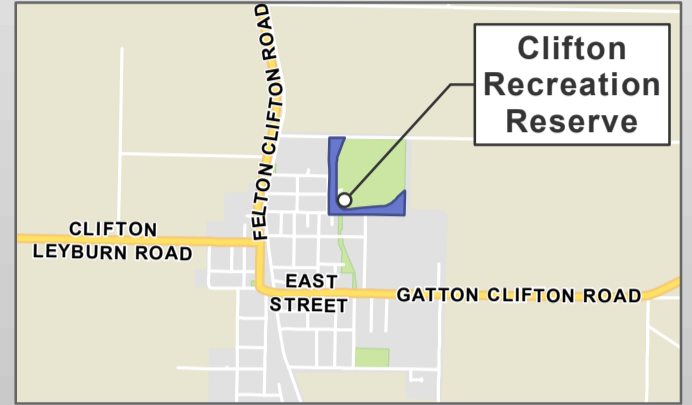 Clifton
Recreation
Reserve
FELTON CLIFTON ROAD
CLIFTON
LEYBURN ROAD
EAST
STREET
GATTON CLIFTON ROAD